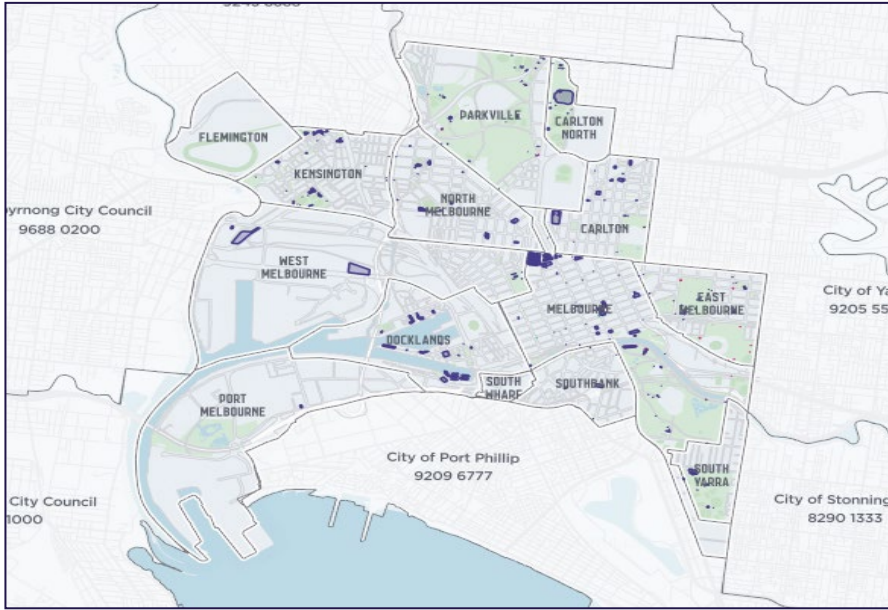 PARKVILLE
CARLTON
NORTH
FLEMINGTON
KENSINGTON
NORTH
MELBOURNE
CARLTON
yrnong City Council
9688 0200
WEST
MELBOURNE
EAST
MELBOURNE
MELBOURNE
City of Ya
9205 55
DOCKLANDS
SOUTH
WHARF
SOUTHBANK
PORT
MELBOURNE
City of Port Phillip
9209 6777
SOUTH
YARRA
City Council
1000
City of Stonning
8290 1333